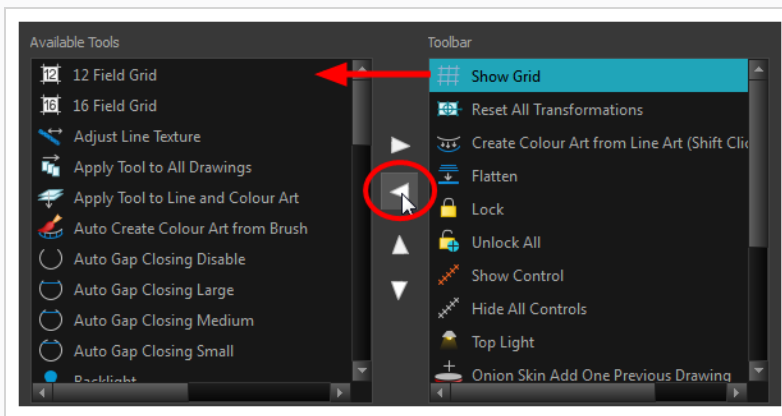 Available Tools
12 Field Grid
16 Field Grid
Adjust Line Texture
Apply Tool to All Drawings
Apply Tool to Line and Colour Art
Auto Create Colour Art from Brush
Auto Gap Closing Disable
Auto Gap Closing Large
Auto Gap Closing Medium
Auto Gap Closing Small
Backlight
Toolbar
Show Grid
Reset All Transformations
Create Colour Art from Line Art (Shift Clic
Flatten
Lock
Unlock All
Show Control
Hide All Controls
Top Light
Onion Skin Add One Previous Drawing